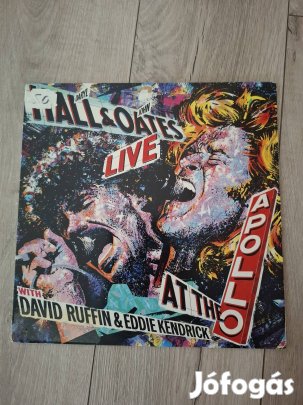 HALL & OATES
LIVE
AT THE
APOLLO
WITH
DAVID RUFFIN & EDDIE KENDRICK
Jófogás